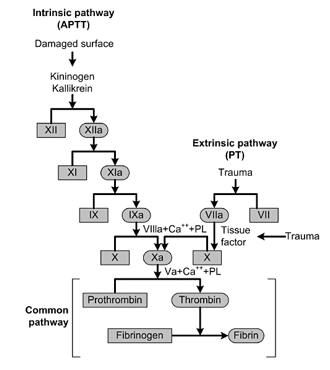 Intrinsic pathway
(APTT)
Damaged surface
Kininogen
Kallikrein
XII
XIIa
XI
XIa
Extrinsic pathway
(PT)
Trauma
IX
IXa
VIIa
VII
VIIIa+Ca+++PL
Tissue
factor
Trauma
X
Xa
X
Va+Ca+++PL
Common
pathway
Prothrombin
Thrombin
Fibrinogen
Fibrin